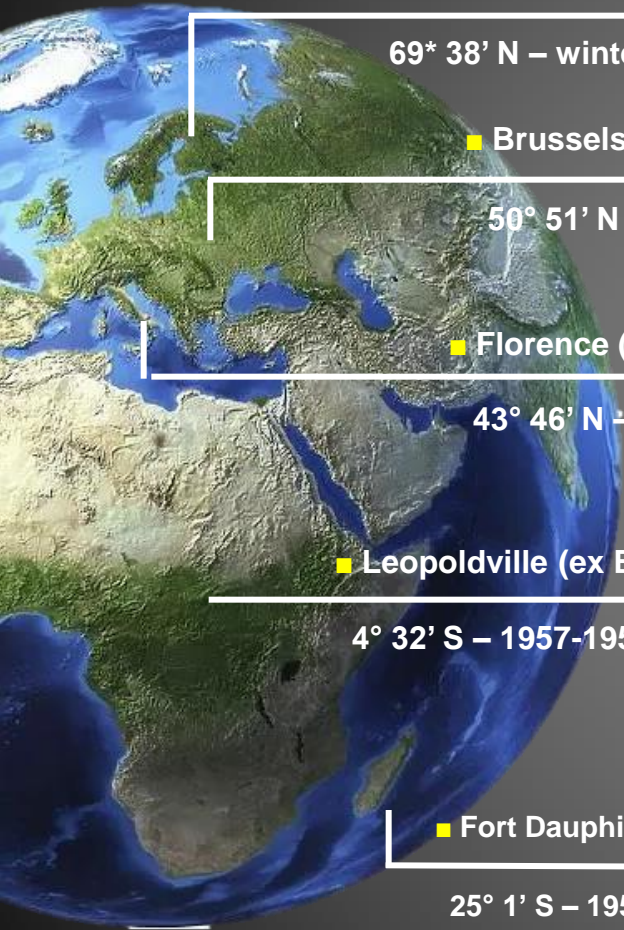 69* 38’ N – winte
■ Brussels
50° 51’ N
■ Florence (
43° 46’ N –
■ Leopoldville (ex B
4° 32’ S – 1957-195
■ Fort Dauphi
25° 1’ S – 195